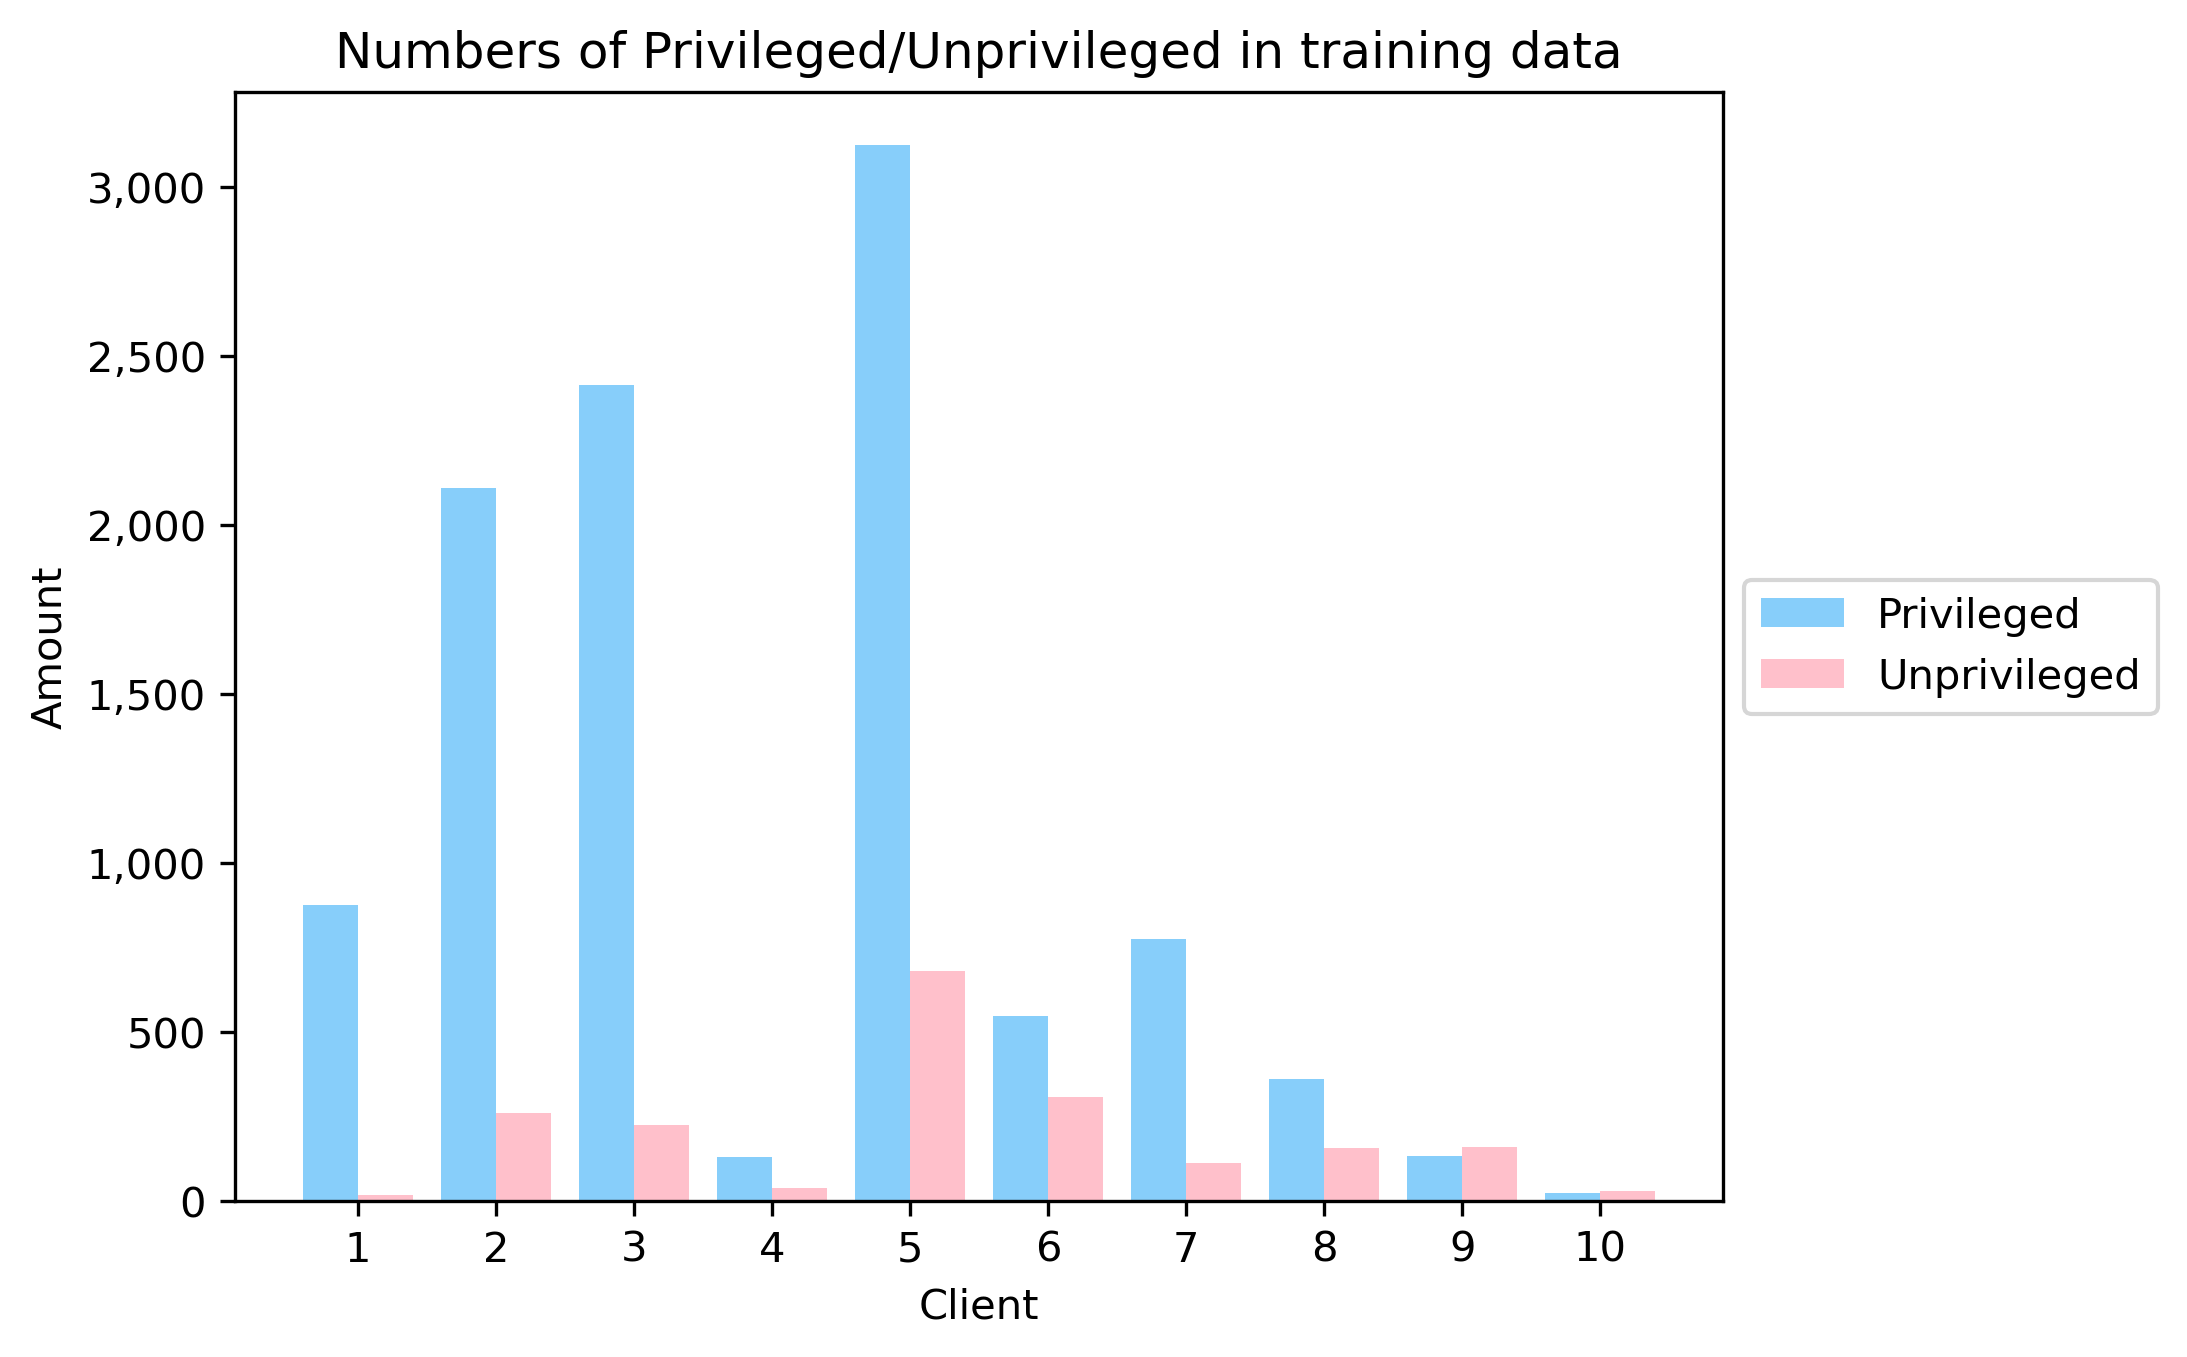 Numbers of Privileged/Unprivileged in training data
3,000
2,500
2,000
1,500
1,000
500
0
Amount
1 2 3 4 5 6 7 8 9 10
Client
Privileged
Unprivileged